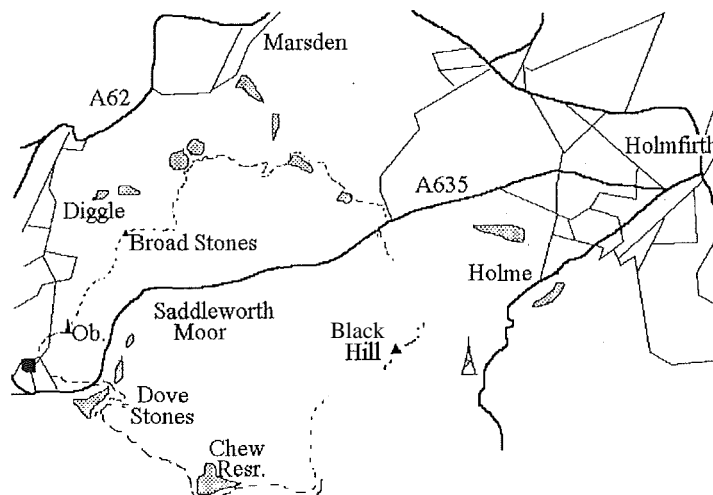 Marsden
A62
Holmfirth
A635
Diggle
Broad Stones
Holme
Saddleworth
Moor
Ob.
Black
Hill
Dove
Stones
Chew
Resr.